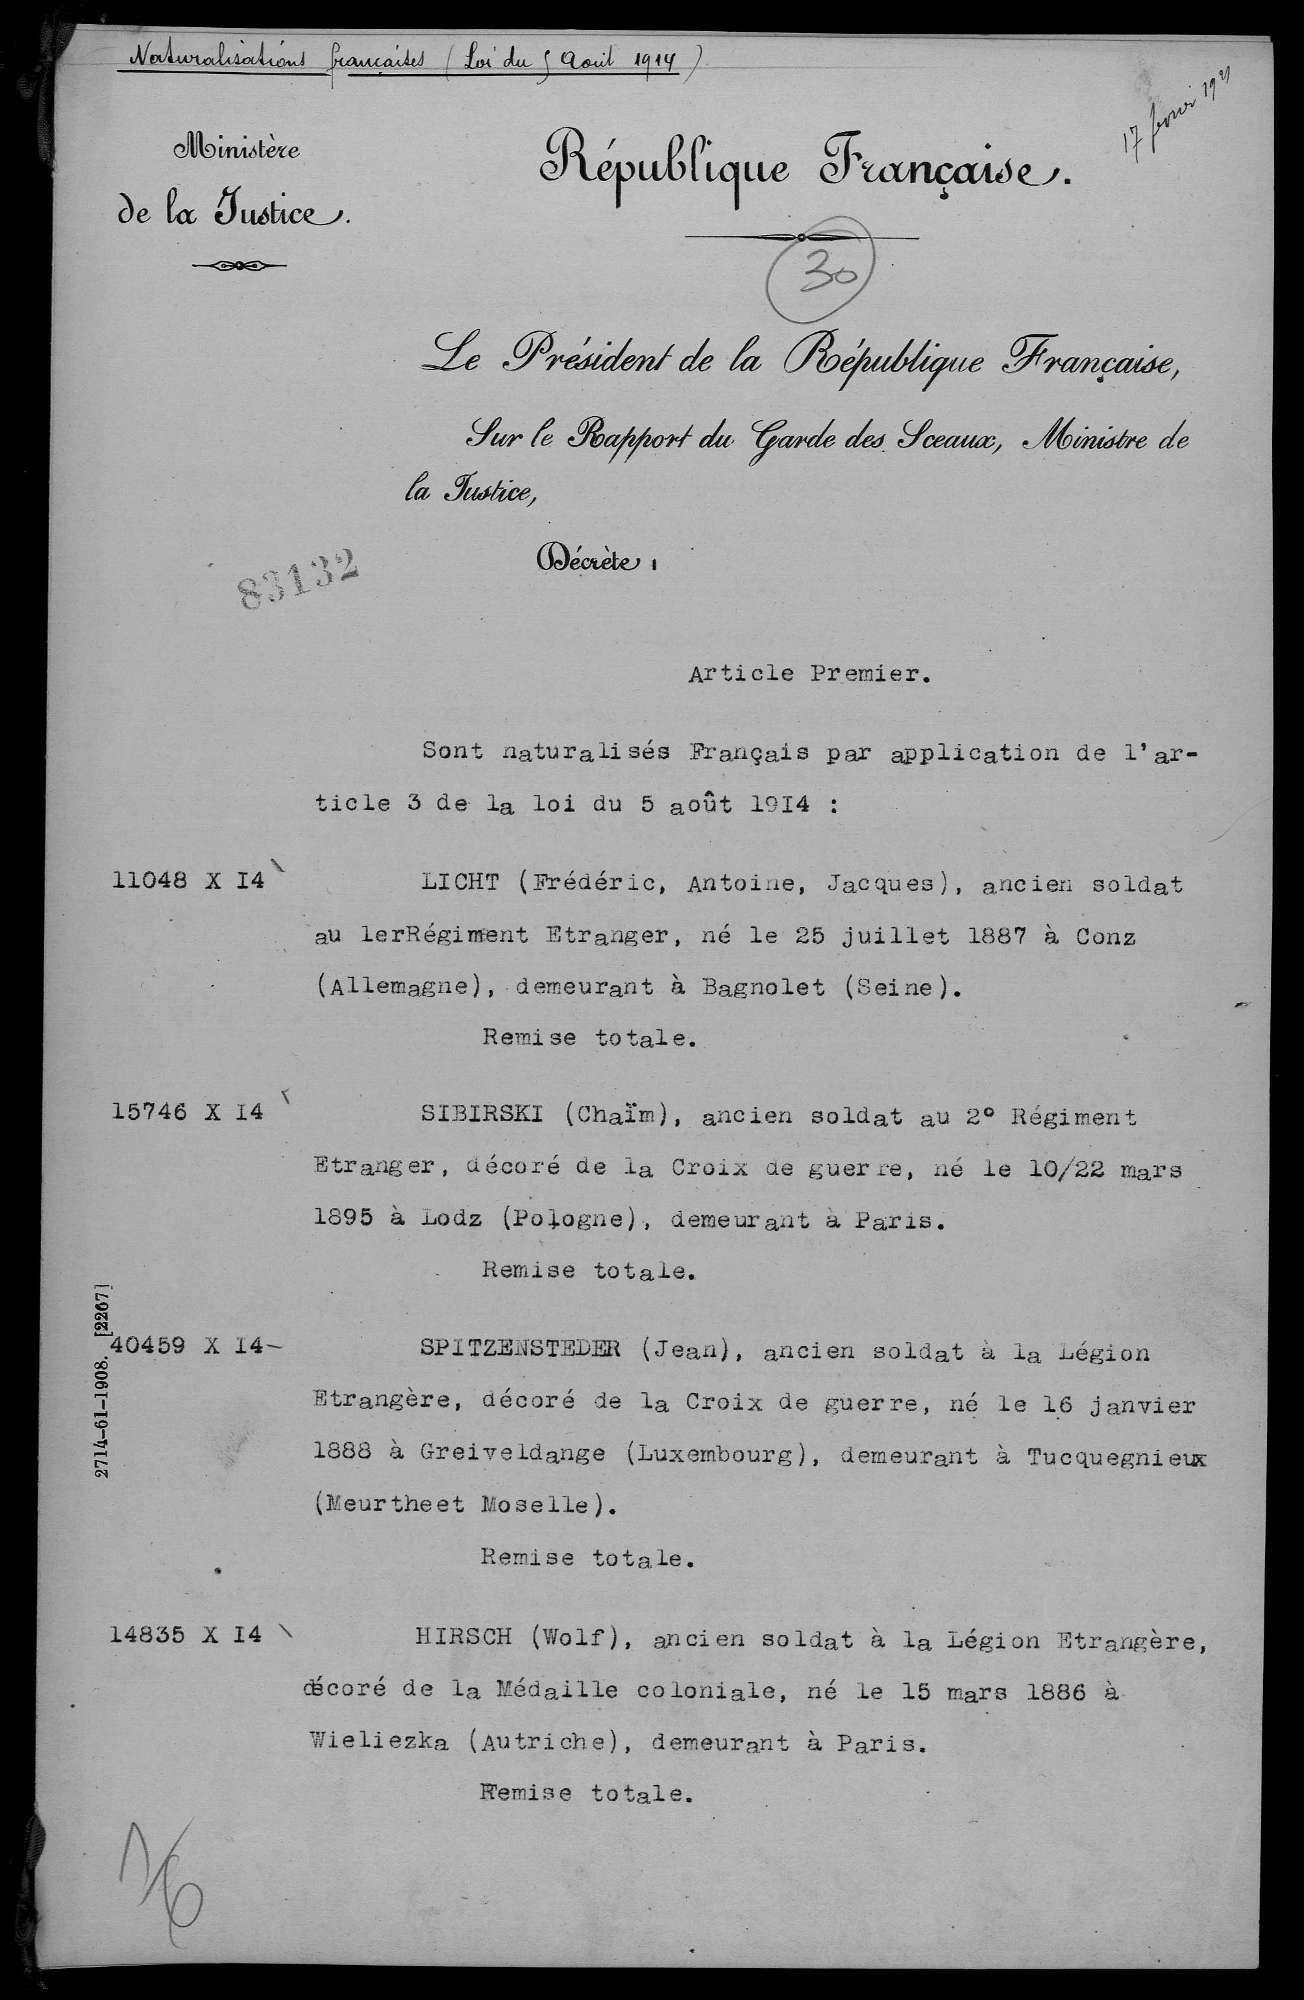 Naturalisations françaises (Loi du 5 Aout 1914)
17 février 19
Ministère
de la Justice.
République Française.
30
Le Président de la République Française,
Sur le Rapport du Garde des Sceaux, Ministre de
la Justice,
Décrète :
83132
Article Premier.
Sont naturalisés Français par application de l'ar-
ticle 3 de la loi du 5 août 19I4 :
11048 X I4 LICHT (Frédéric, Antoine, Jacques), ancien soldat
au 1erRégiment Etranger, né le 25 juillet 1887 à Conz
(Allemagne), demeurant à Bagnolet (Seine).
Remise totale.
15746 X I4 SIBIRSKI (Chaïm), ancien soldat au 2° Régiment
Etranger, décoré de la Croix de guerre, né le 10/22 mars
1895 à Lodz (Pologne), demeurant à Paris.
Remise totale.
40459 X I4 SPITZENSTEDER (Jean), ancien soldat à la Légion
Etrangère, décoré de la Croix de guerre, né le 16 janvier
1888 à Greiveldange (Luxembourg), demeurant à Tucquegnieux
(Meurtheet Moselle).
Remise totale.
2714-61-1908. [2267]
14835 X I4 HIRSCH (Wolf), ancien soldat à la Légion Etrangère,
décoré de la Médaille coloniale, né le 15 mars 1886 à
Wieliezka (Autriche), demeurant à Paris.
Remise totale.